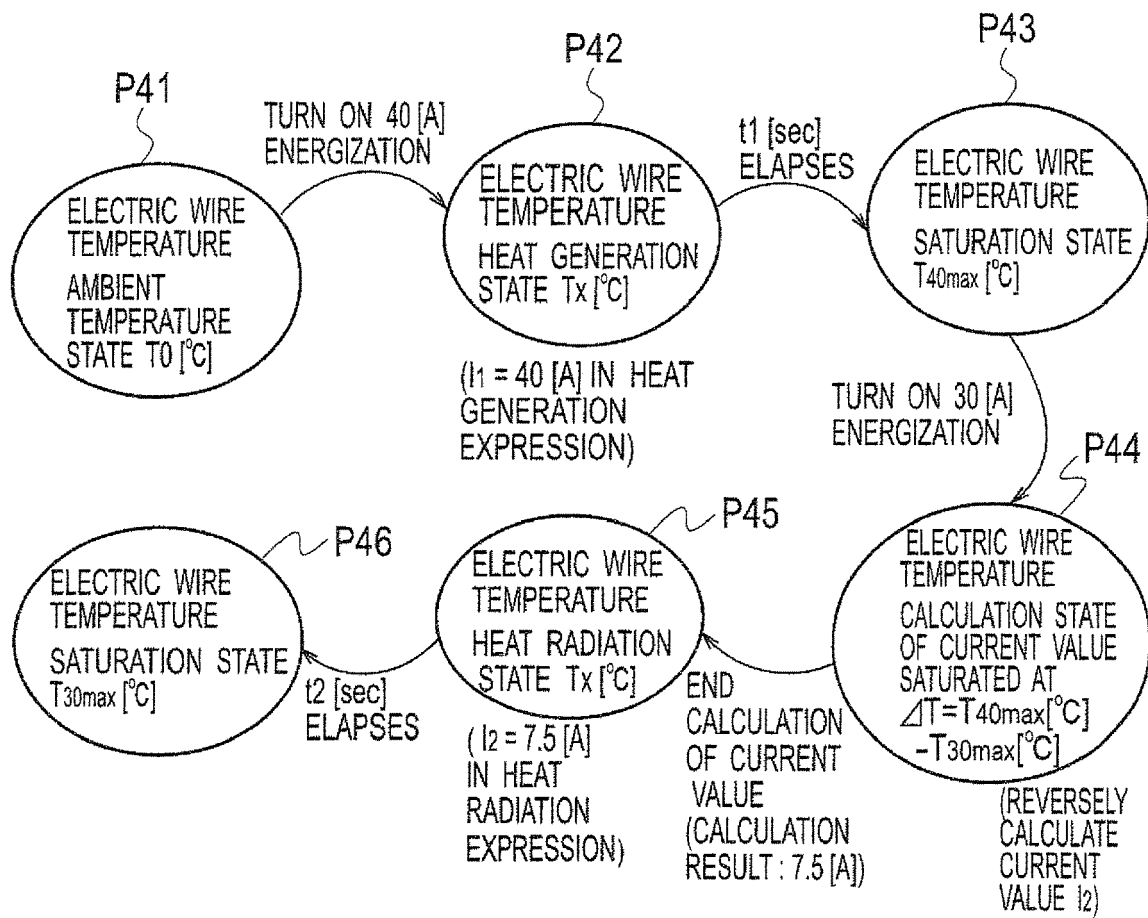 P41
ELECTRIC WIRE
TEMPERATURE
AMBIENT
TEMPERATURE
STATE T0 [°C]
TURN ON 40 [A]
ENERGIZATION
P42
ELECTRIC WIRE
TEMPERATURE
HEAT GENERATION
STATE Tx [°C]
(I1 = 40 [A] IN HEAT
GENERATION
EXPRESSION)
t1 [sec]
ELAPSES
P43
ELECTRIC WIRE
TEMPERATURE
SATURATION STATE
T40max [°C]
TURN ON 30 [A]
ENERGIZATION
P44
ELECTRIC WIRE
TEMPERATURE
CALCULATION STATE
OF CURRENT VALUE
SATURATED AT
⊿T=T40max[°C]
-T30max[°C]
(REVERSELY
CALCULATE
CURRENT
VALUE I2)
END
CALCULATION
OF CURRENT
VALUE
(CALCULATION
RESULT : 7.5 [A])
P45
ELECTRIC WIRE
TEMPERATURE
HEAT RADIATION
STATE Tx [°C]
( I2 = 7.5 [A]
IN HEAT
RADIATION
EXPRESSION)
t2 [sec]
ELAPSES
P46
ELECTRIC WIRE
TEMPERATURE
SATURATION STATE
T30max [°C]